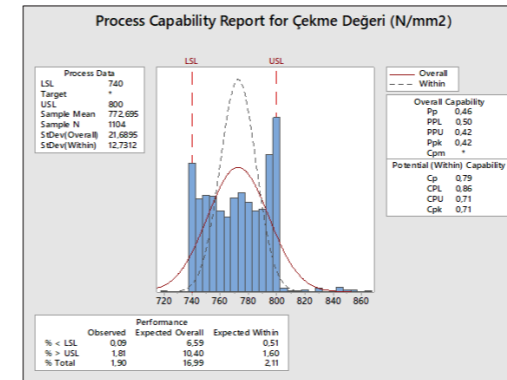 Process Capability Report for Çekme Değeri (N/mm2)
LSL
USL
Process Data
LSL 740
Target *
USL 800
Sample Mean 772,695
Sample N 1104
StDev(Overall) 21,6895
StDev(Within) 12,7312
Overall
Within
Overall Capability
Pp 0,46
PPL 0,50
PPU 0,42
Ppk 0,42
Cpm *
Potential (Within) Capability
Cp 0,79
CPL 0,86
CPU 0,71
Cpk 0,71
720 740 760 780 800 820 840 860
Performance
Observed Expected Overall Expected Within
% < LSL 0,09 6,59 0,51
% > USL 1,81 10,40 1,60
% Total 1,90 16,99 2,11